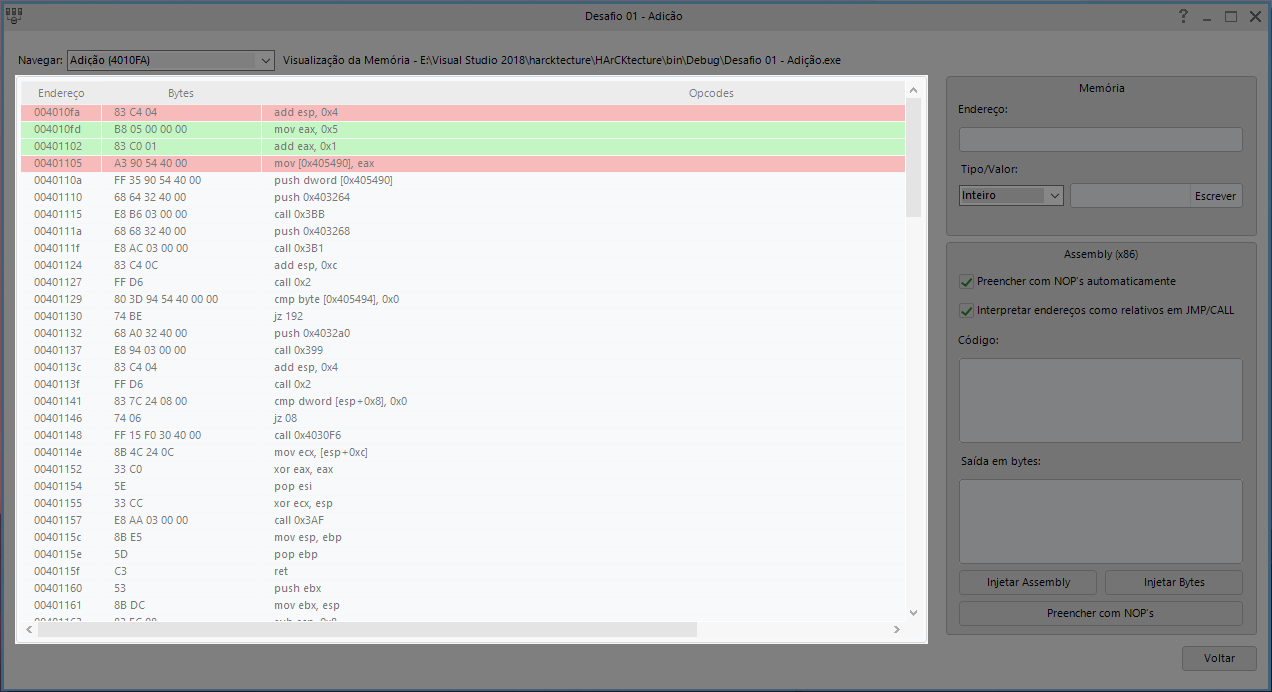 Desafio 01 - Adição
?
Navegar: Adição (4010FA) Visualização da Memória - E:\Visual Studio 2018\harcktecture\HArCKtecture\bin\Debug\Desafio 01 - Adição.exe
Endereço Bytes Opcodes
004010fa 83 C4 04 add esp, 0x4
004010fd B8 05 00 00 00 mov eax, 0x5
00401102 83 C0 01 add eax, 0x1
00401105 A3 90 54 40 00 mov [0x405490], eax
0040110a FF 35 90 54 40 00 push dword [0x405490]
00401110 68 64 32 40 00 push 0x403264
00401115 E8 B6 03 00 00 call 0x3BB
0040111a 68 68 32 40 00 push 0x403268
0040111f E8 AC 03 00 00 call 0x3B1
00401124 83 C4 0C add esp, 0xc
00401127 FF D6 call 0x2
00401129 80 3D 94 54 40 00 00 cmp byte [0x405494], 0x0
00401130 74 BE jz 192
00401132 68 A0 32 40 00 push 0x4032a0
00401137 E8 94 03 00 00 call 0x399
0040113c 83 C4 04 add esp, 0x4
0040113f FF D6 call 0x2
00401141 83 7C 24 08 00 cmp dword [esp+0x8], 0x0
00401146 74 06 jz 08
00401148 FF 15 F0 30 40 00 call 0x4030F6
0040114e 8B 4C 24 0C mov ecx, [esp+0xc]
00401152 33 C0 xor eax, eax
00401154 5E pop esi
00401155 33 CC xor ecx, esp
00401157 E8 AA 03 00 00 call 0x3AF
0040115c 8B E5 mov esp, ebp
0040115e 5D pop ebp
0040115f C3 ret
00401160 53 push ebx
00401161 8B DC mov ebx, esp
00401163 83 EC 08 sub esp, 0x8
Memória
Endereço:
Tipo/Valor:
Inteiro Escrever
Assembly (x86)
Preencher com NOP's automaticamente
Interpretar endereços como relativos em JMP/CALL
Código:
Saída em bytes:
Injetar Assembly Injetar Bytes
Preencher com NOP's
Voltar